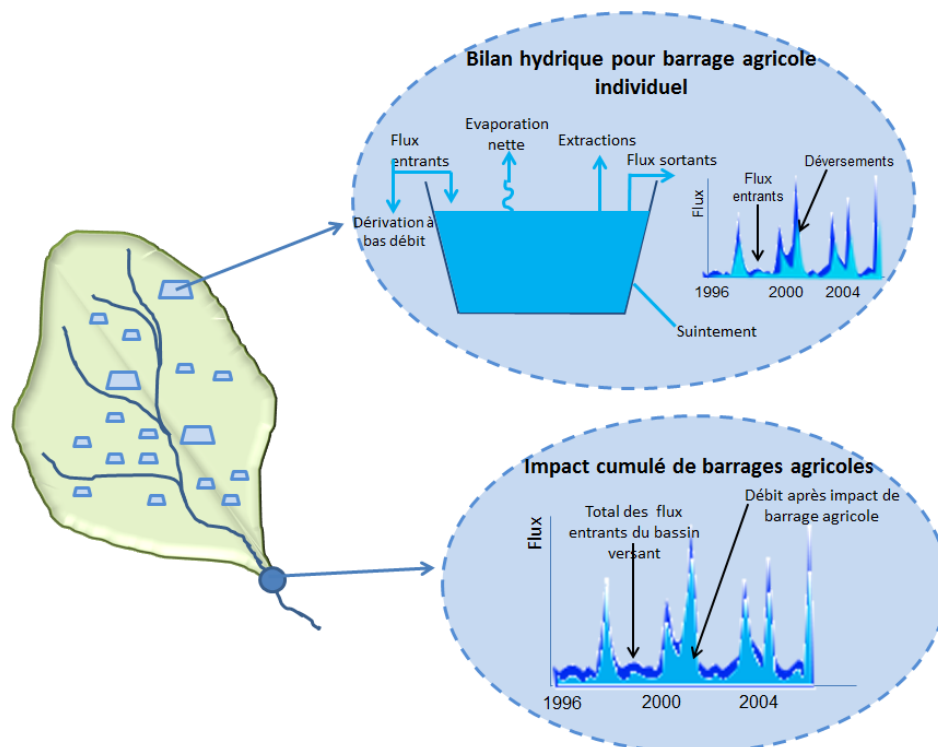 Bilan hydrique pour barrage agricole
individuel
Flux
entrants
Evaporation
nette
Extractions
Flux sortants
Dérivation à
bas débit
Suintement
Déversements
Flux
entrants
Flux
1996
2000
2004
Impact cumulé de barrages agricoles
Total des flux
entrants du bassin
versant
Débit après impact de
barrage agricole
Flux
1996
2000
2004